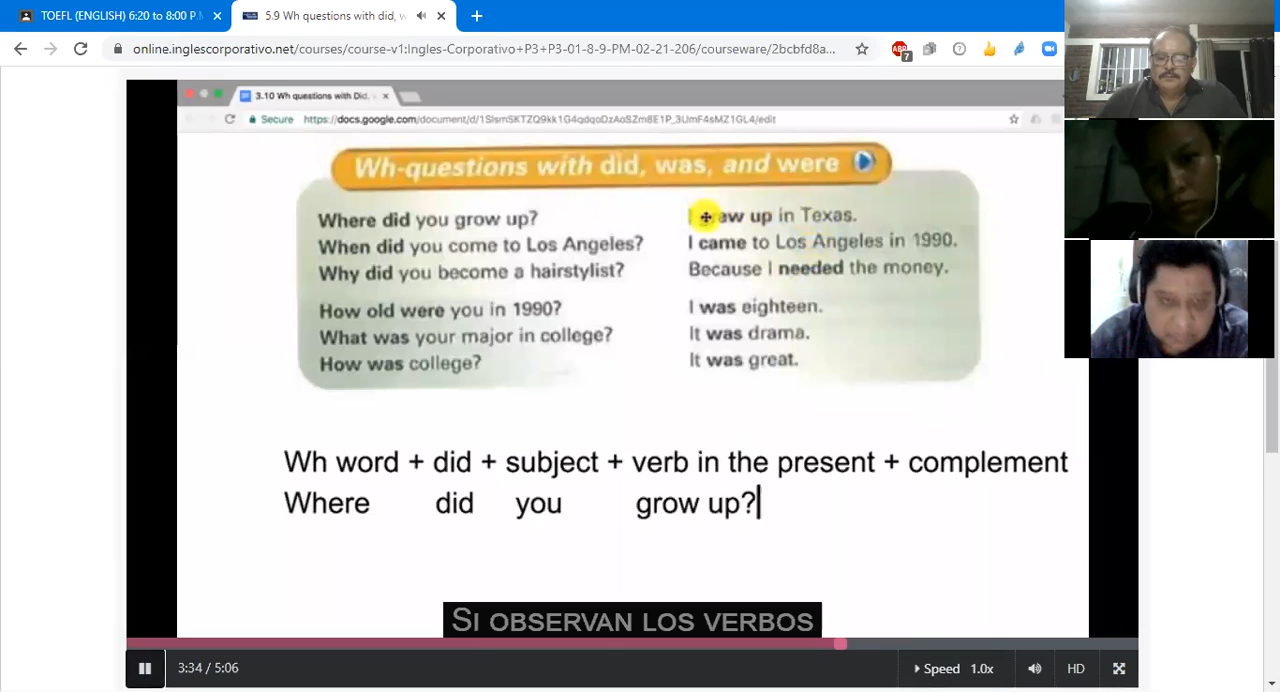 TOEFL (ENGLISH) 6:20 to 8:00 P.M
5.9 Wh questions with did, w
online.inglescorporativo.net/courses/course-v1:Ingles-Corporativo+P3+P3-01-8-9-PM-02-21-206/courseware/2bcbfd8a...
ABP
7
3.10 Wh questions with Did,
Secure
Wh-questions with did, was, and were
Where did you grow up?
I ew up in Texas.
When did you come to Los Angeles?
I came to Los Angeles in 1990.
Why did you become a hairstylist?
Because I needed the money.
How old were you in 1990?
I was eighteen.
What was your major in college?
It was drama.
How was college?
It was great.
Wh word + did + subject + verb in the present + complement
Where did you grow up?
SI OBSERVAN LOS VERBOS
3:34 / 5:06
Speed 1.0x
HD